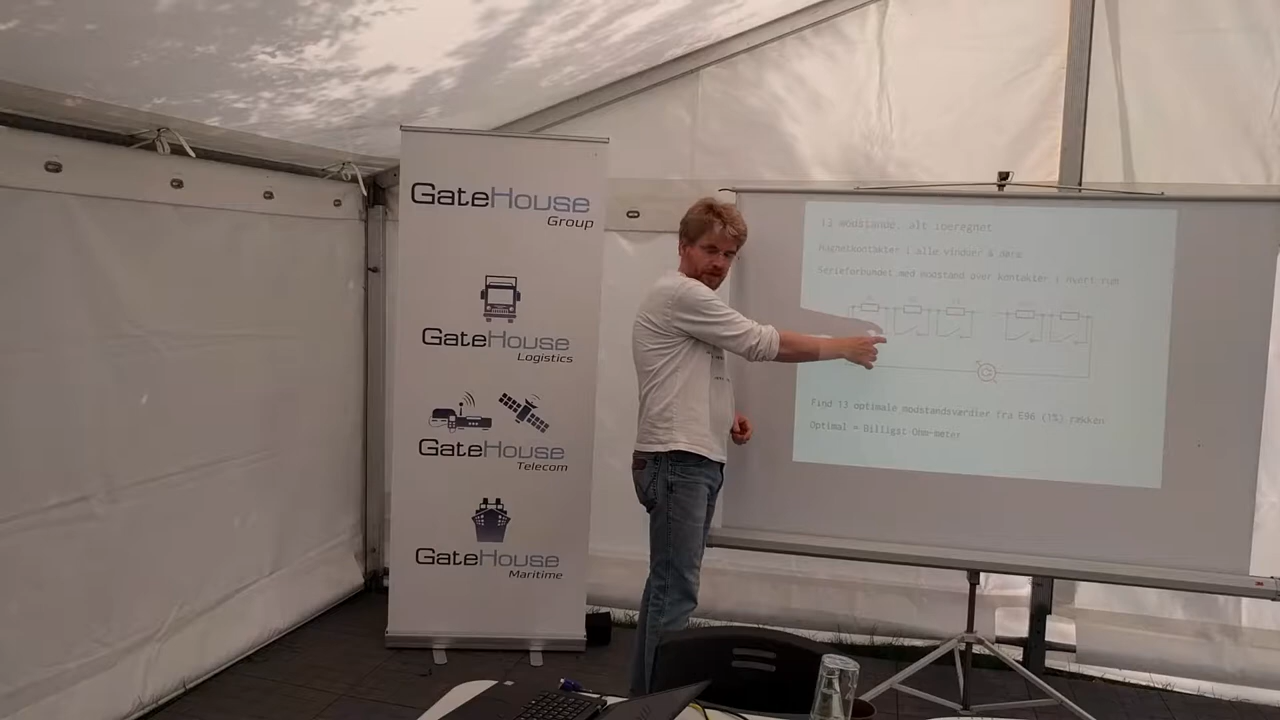 GateHouse
Group
GateHouse
Logistics
GateHouse
Telecom
GateHouse
Maritime
13 modstande, alt iberegnet
Magnetkontakter i alle vinduer & døre
Serieforbundet med modstand over kontakter i hvert rum
Find 13 optimale modstandsværdier fra E96 (1%) rækken
Optimal = Billigst Ohm-meter